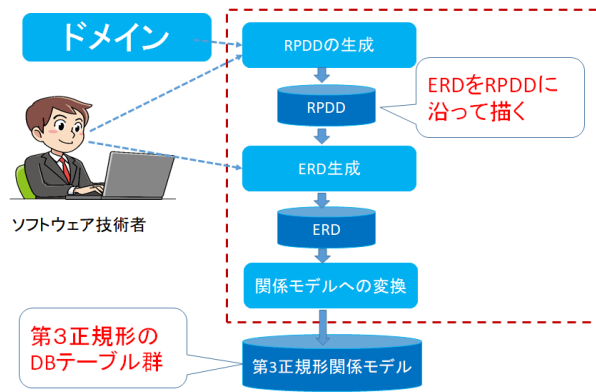 ドメイン
RPDDの生成
RPDD
ERDをRPDDに
沿って描く
ERD生成
ソフトウェア技術者
ERD
関係モデルへの変換
第３正規形の
DBテーブル群
第3正規形関係モデル